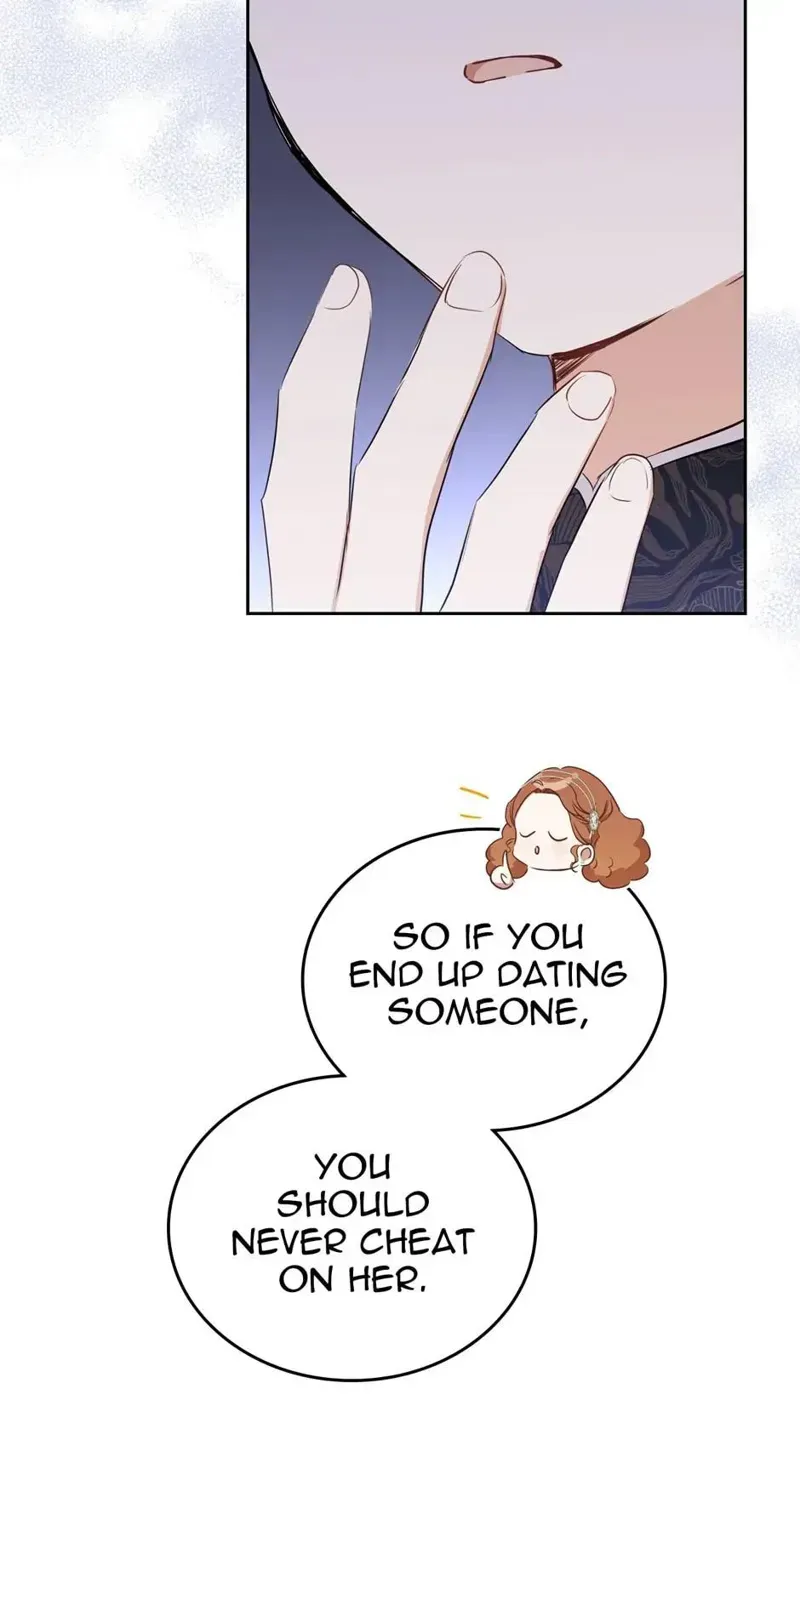 SO IF YOU
END UP DATING
SOMEONE,
YOU
SHOULD
NEVER CHEAT
ON HER.